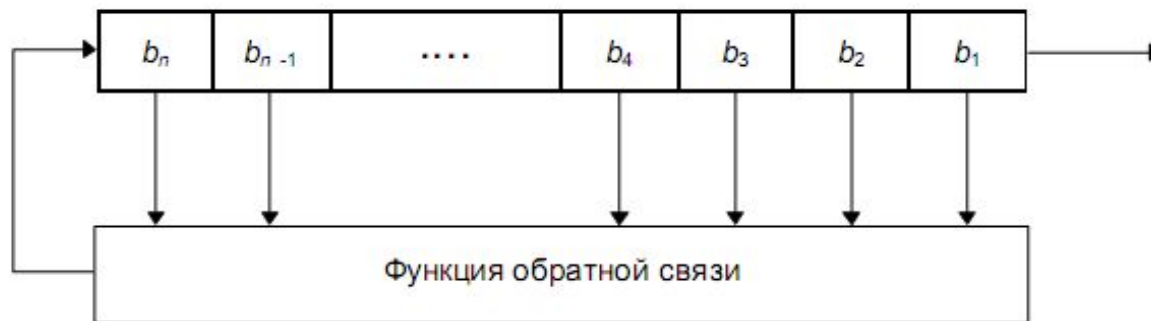 bₙ bₙ₋₁ .... b₄ b₃ b₂ b₁
Функция обратной связи